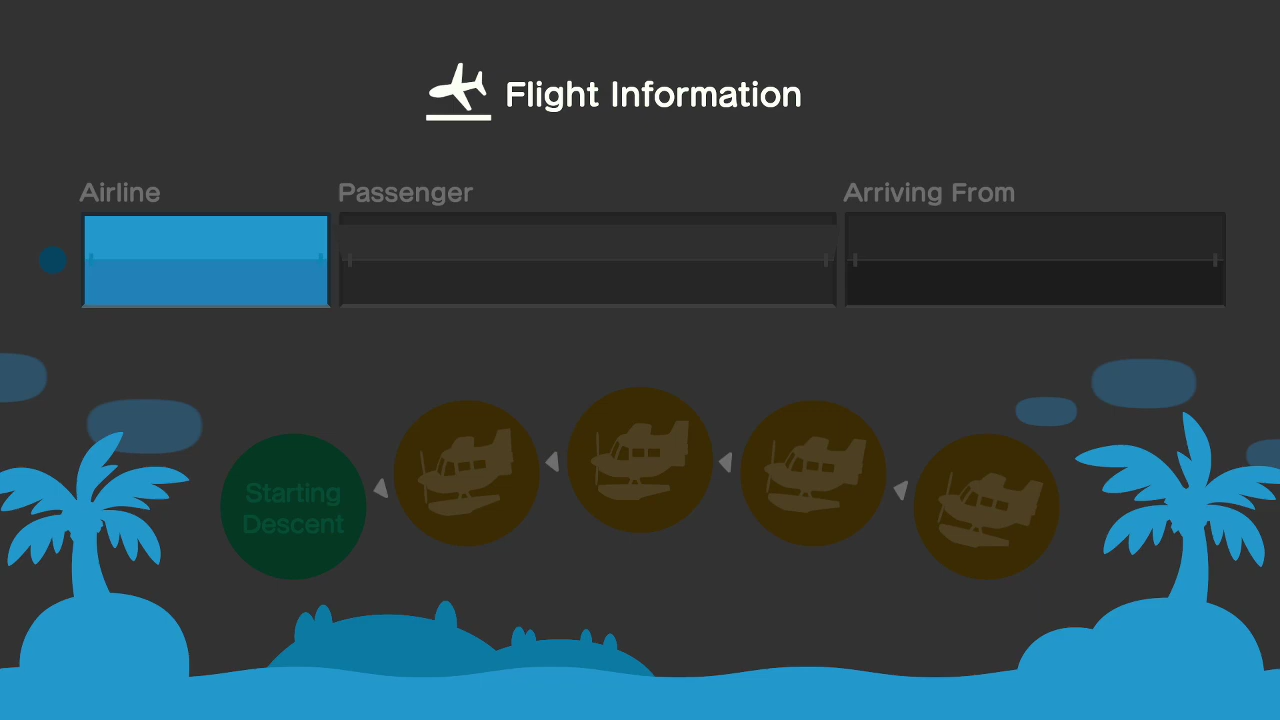 Flight Information
Airline
Passenger
Arriving From
Starting
Descent